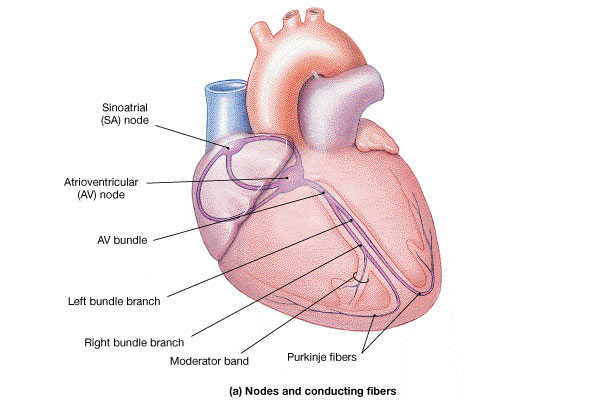 Sinoatrial
(SA) node
Atrioventricular
(AV) node
AV bundle
Left bundle branch
Right bundle branch
Moderator band
Purkinje fibers
(a) Nodes and conducting fibers